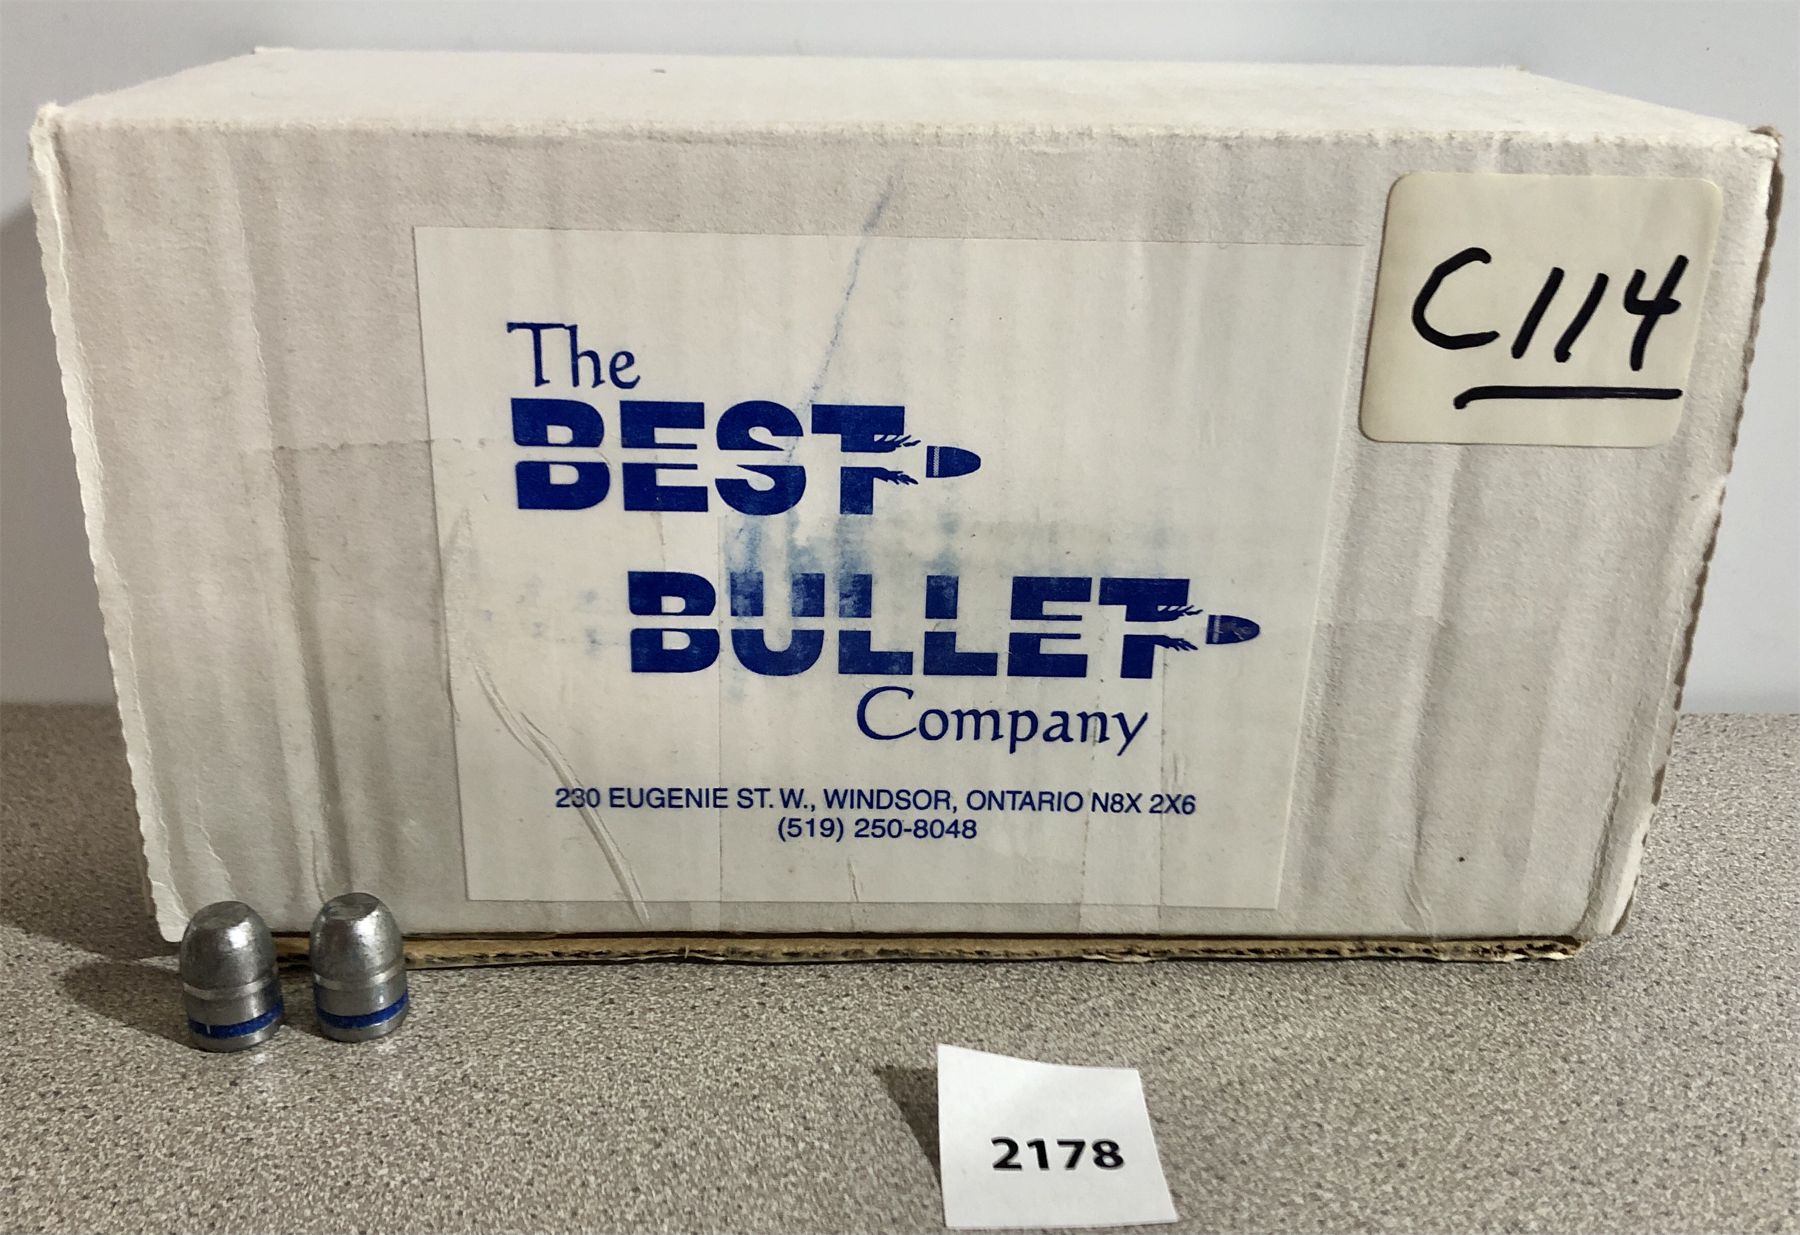 C114
The
BEST
BULLET
Company
230 EUGENIE ST. W., WINDSOR, ONTARIO N8X 2X6
(519) 250-8048
2178